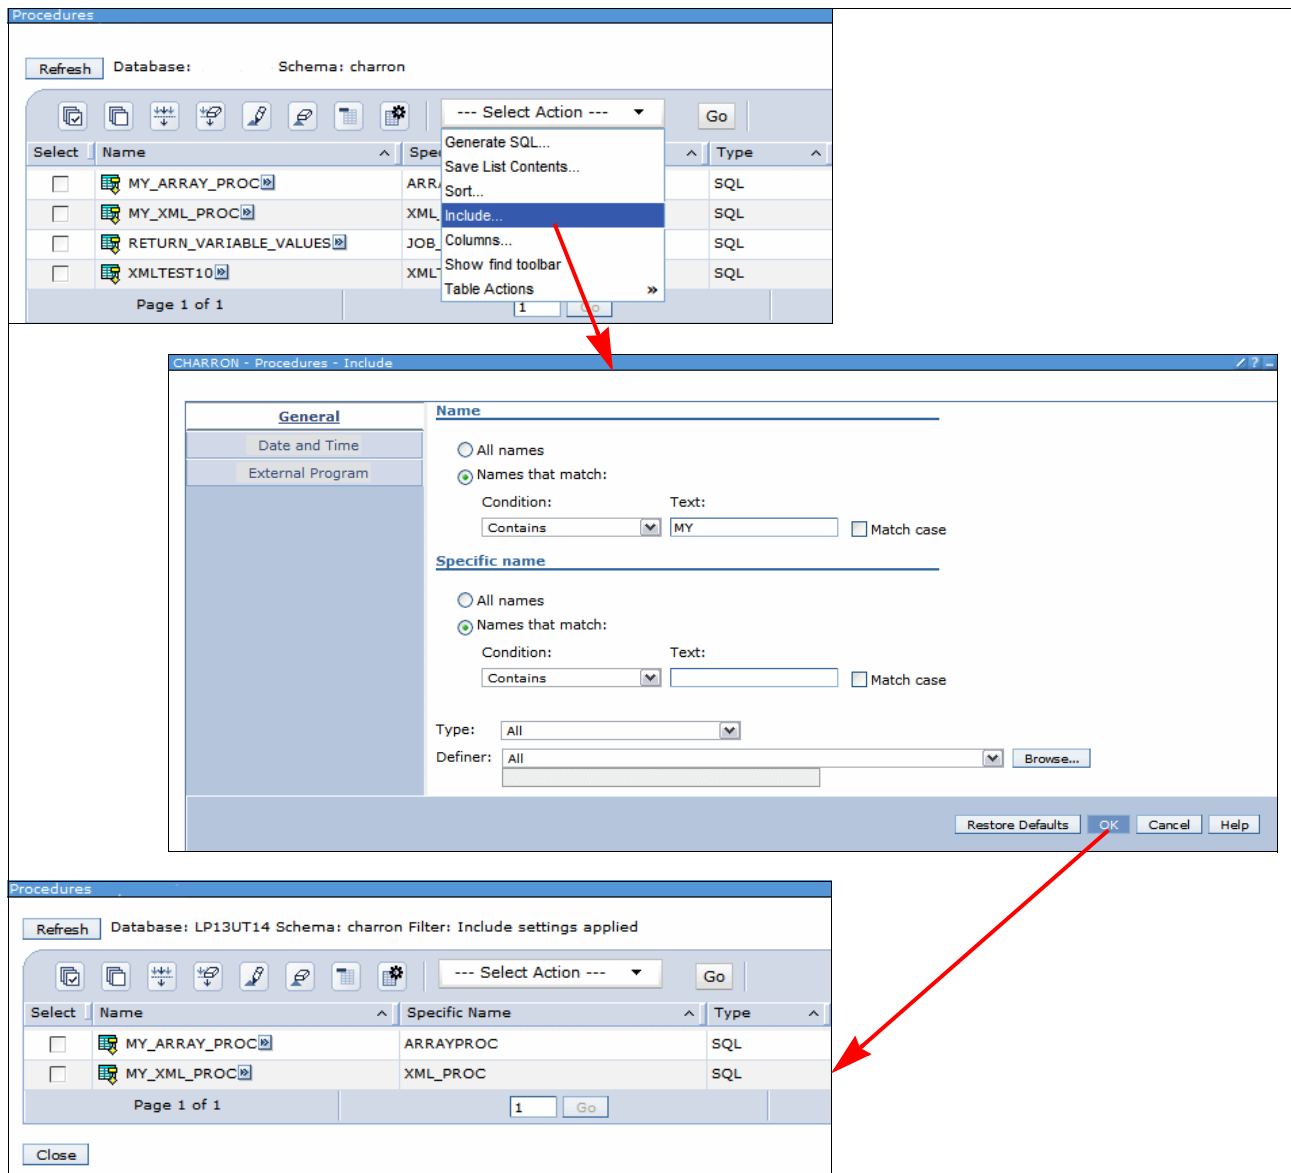 Procedures
Refresh Database: Schema: charron
--- Select Action --- Go
Generate SQL...
Save List Contents...
Sort...
Include...
Columns...
Show find toolbar
Table Actions »
Select Name Spec Type
MY_ARRAY_PROC ARRA SQL
MY_XML_PROC XML_ SQL
RETURN_VARIABLE_VALUES JOB_ SQL
XMLTEST10 XMLT SQL
Page 1 of 1 1 Go
CHARRON - Procedures - Include
General
Date and Time
External Program
Name
All names
Names that match:
Condition: Text:
Contains MY Match case
Specific name
All names
Names that match:
Condition: Text:
Contains Match case
Type: All
Definer: All Browse...
Restore Defaults OK Cancel Help
Procedures
Refresh Database: LP13UT14 Schema: charron Filter: Include settings applied
--- Select Action --- Go
Select Name Specific Name Type
MY_ARRAY_PROC ARRAYPROC SQL
MY_XML_PROC XML_PROC SQL
Page 1 of 1 1 Go
Close